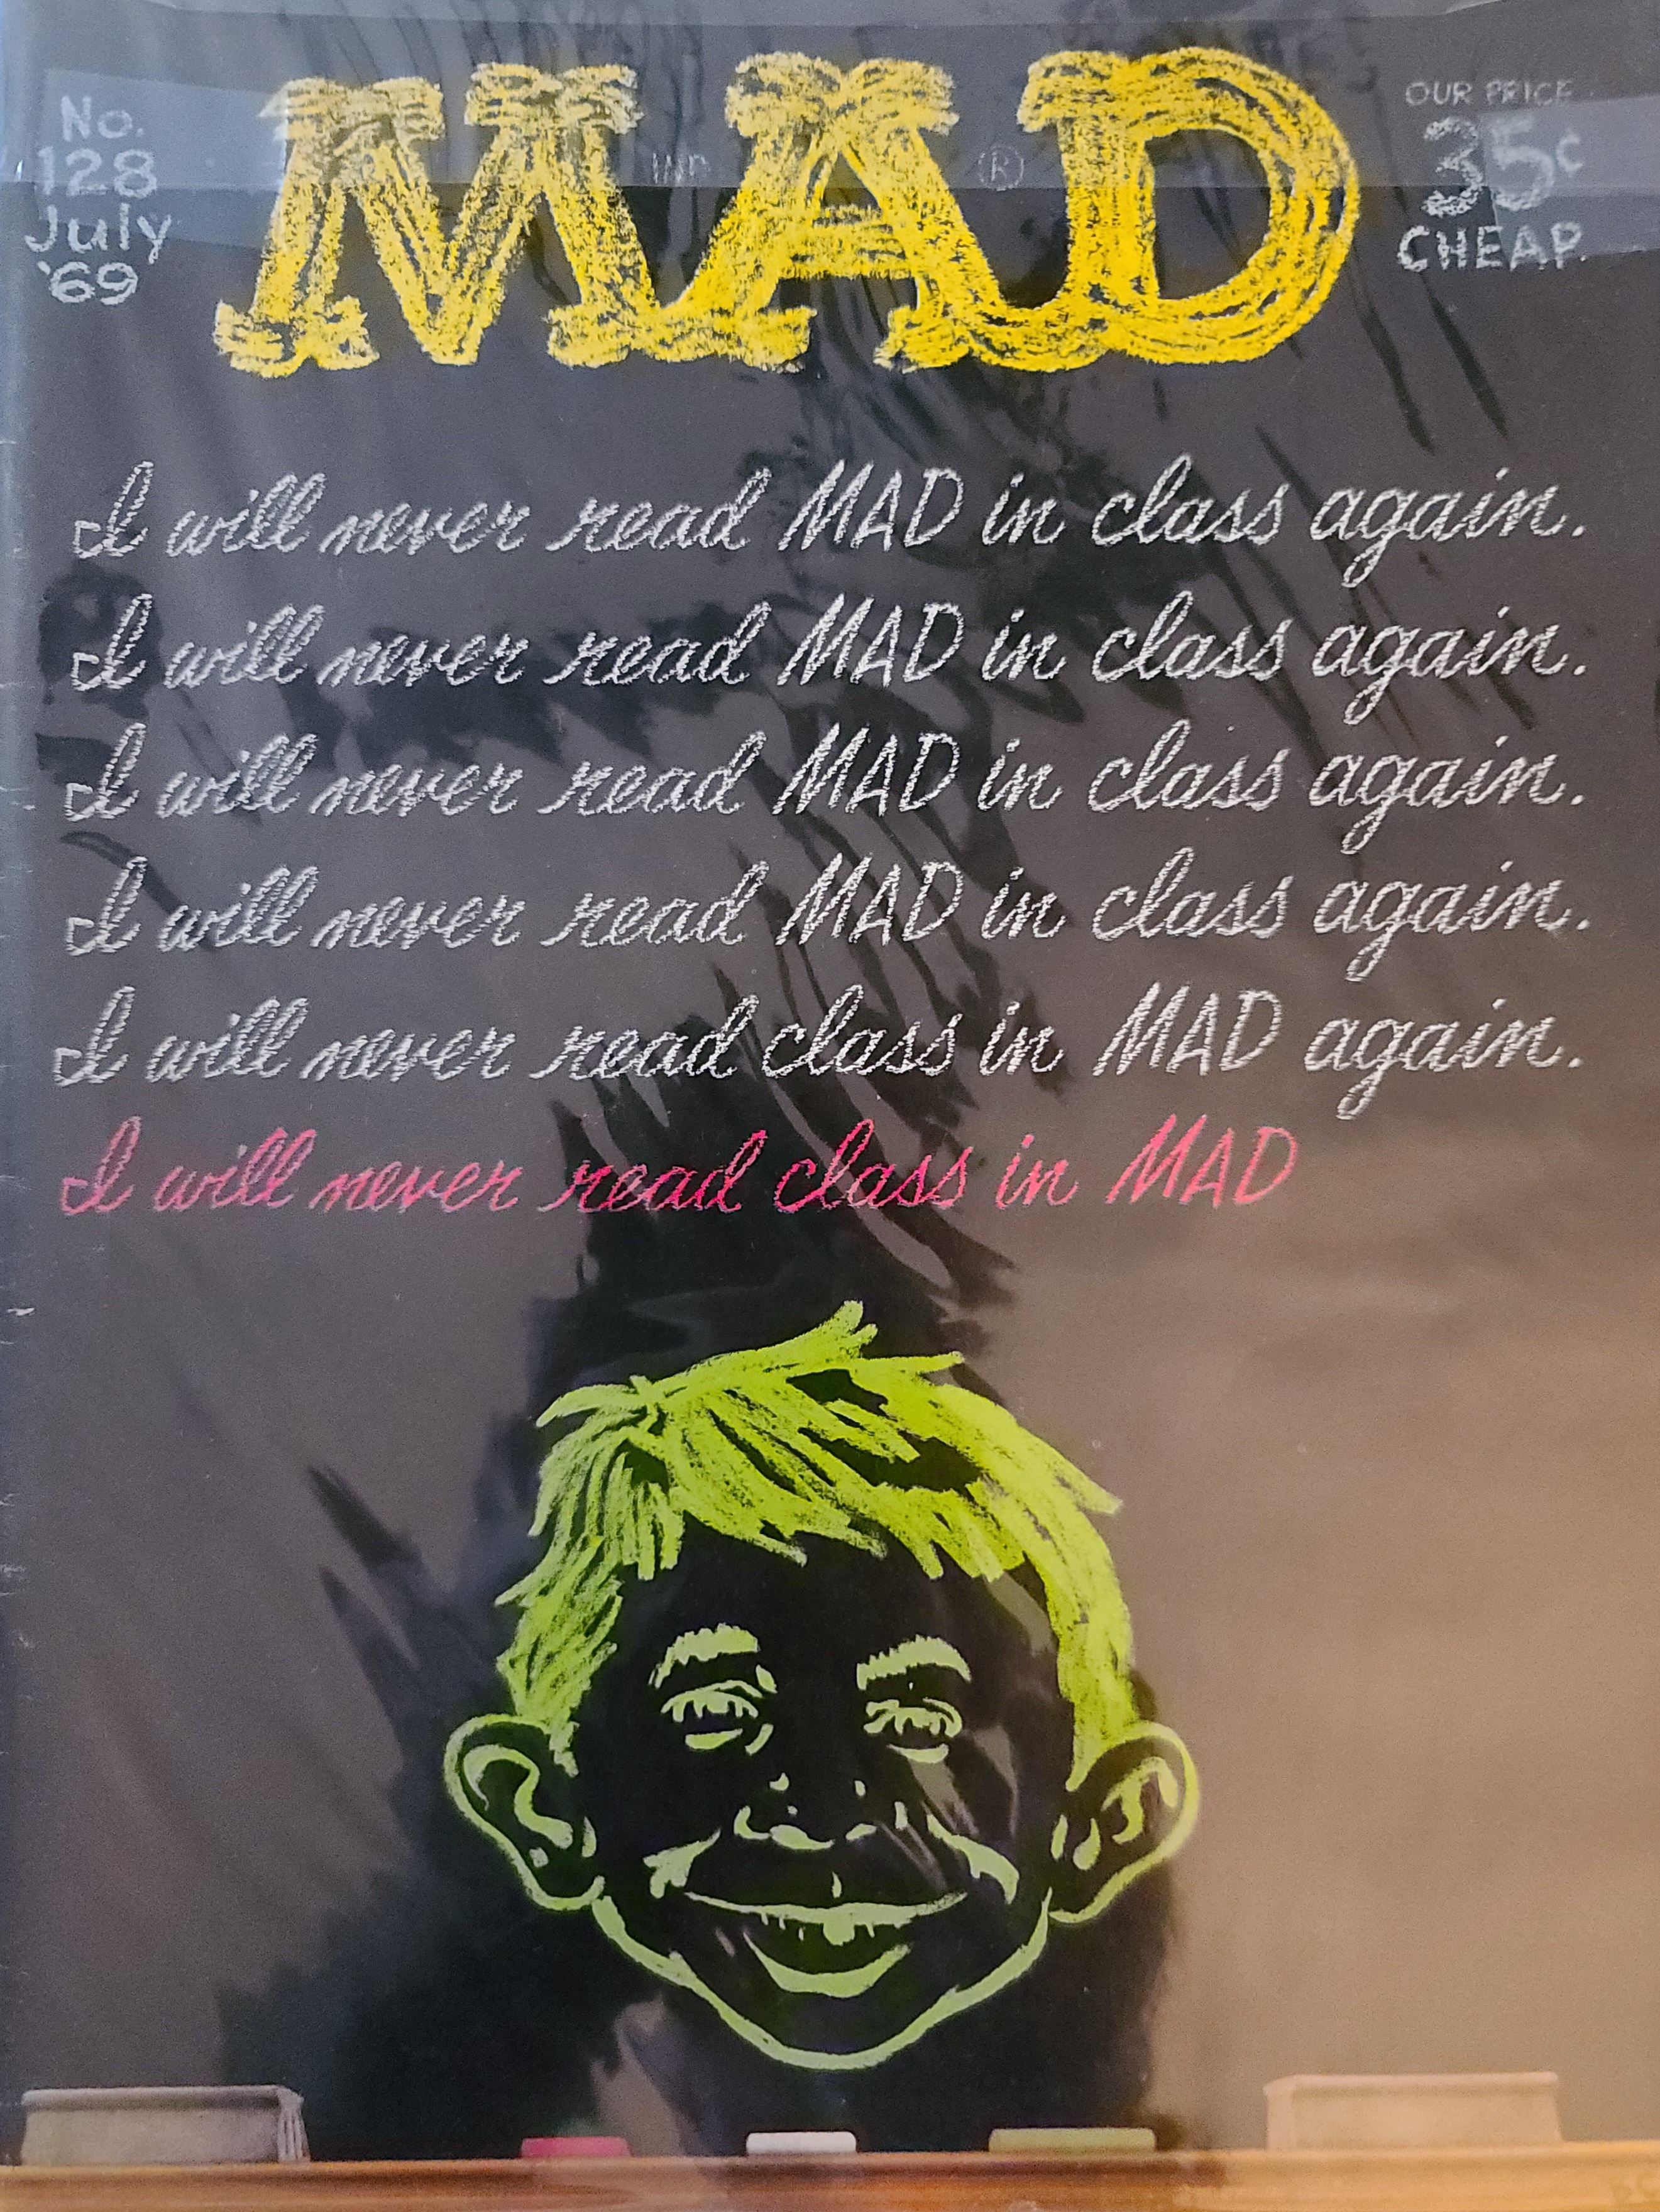 No.
128
July
'69
MAD
IND
®
OUR PRICE
35¢
CHEAP
I will never read MAD in class again.
I will never read MAD in class again.
I will never read MAD in class again.
I will never read MAD in class again.
I will never read class in MAD again.
I will never read class in MAD